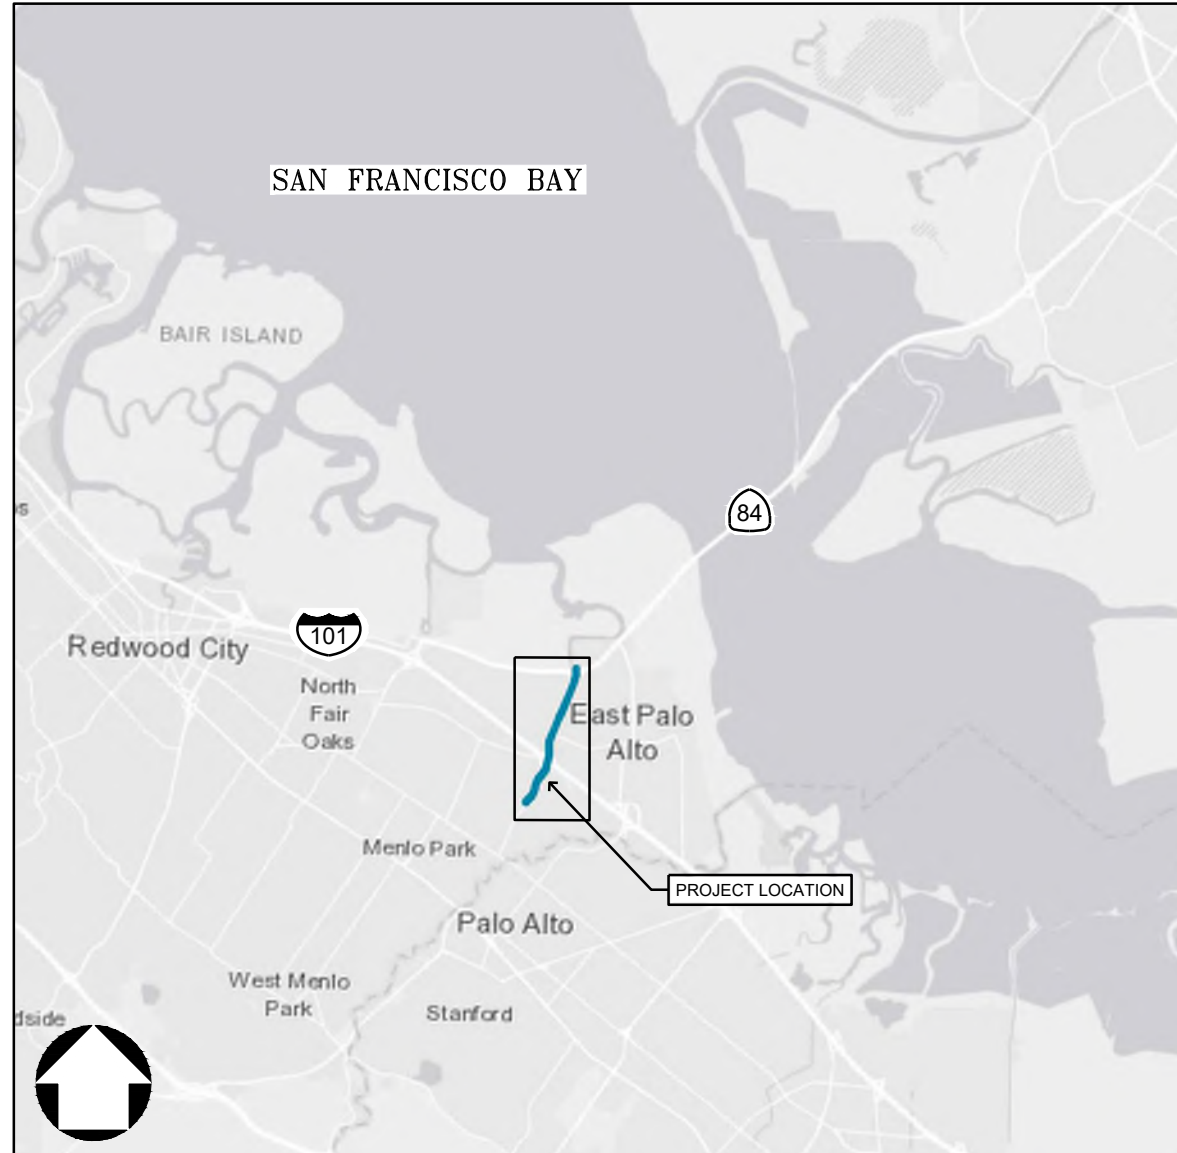 SAN FRANCISCO BAY
BAIR ISLAND
84
101
Redwood City
North
Fair
Oaks
East Palo
Alto
Menlo Park
PROJECT LOCATION
Palo Alto
West Menlo
Park
Stanford
dside